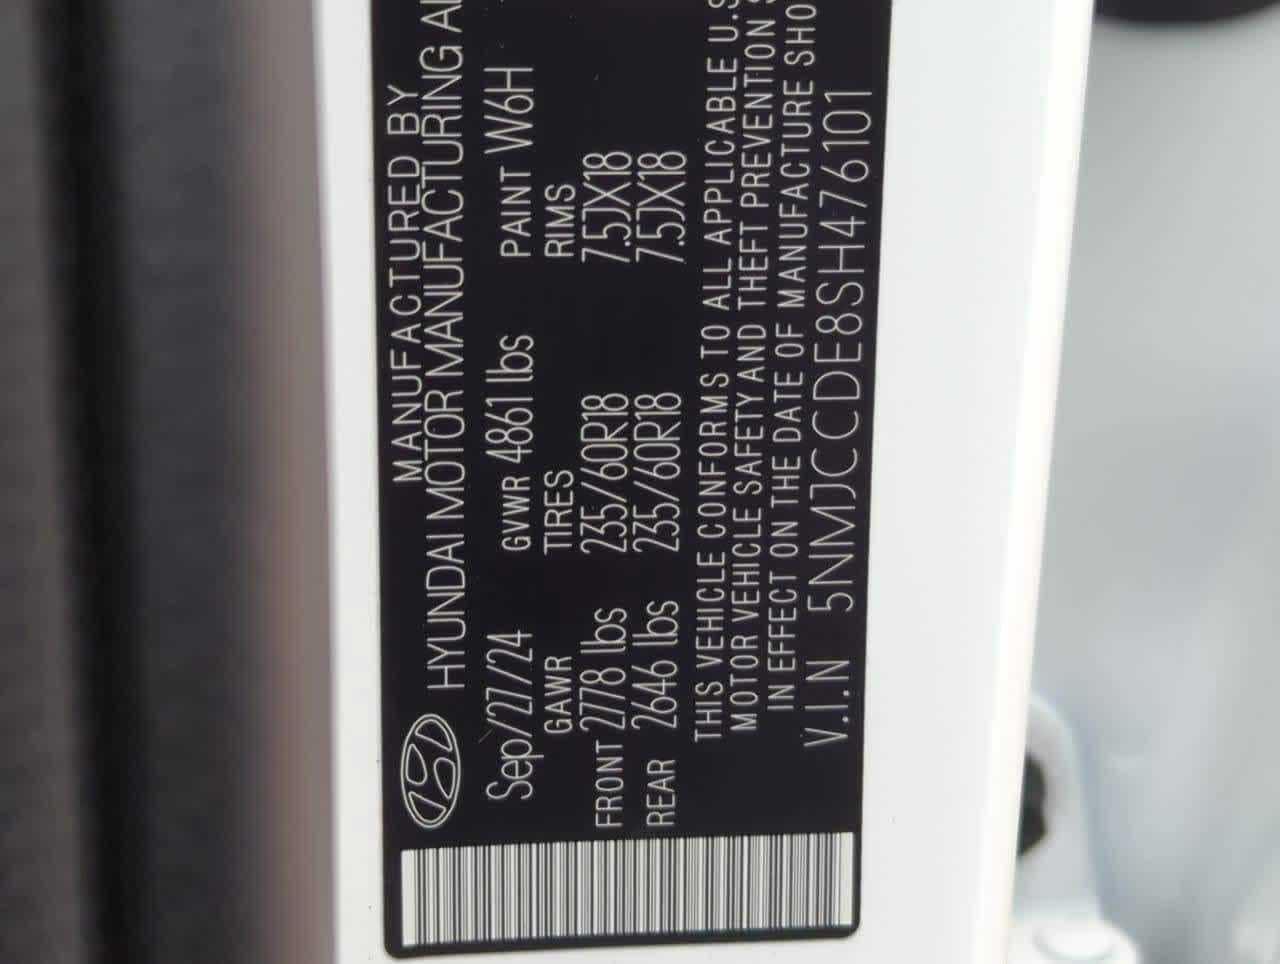 MANUFACTURED BY
HYUNDAI MOTOR MANUFACTURING
Sep/27/24 GVWR 4861 lbs PAINT W6H
GAWR TIRES RIMS
FRONT 2778 lbs 235/60R18 7.5JX18
REAR 2646 lbs 235/60R18 7.5JX18
THIS VEHICLE CONFORMS TO ALL APPLICABLE U.S
MOTOR VEHICLE SAFETY AND THEFT PREVENTION
IN EFFECT ON THE DATE OF MANUFACTURE SHO
V.I.N 5NMJCCDE8SH476101